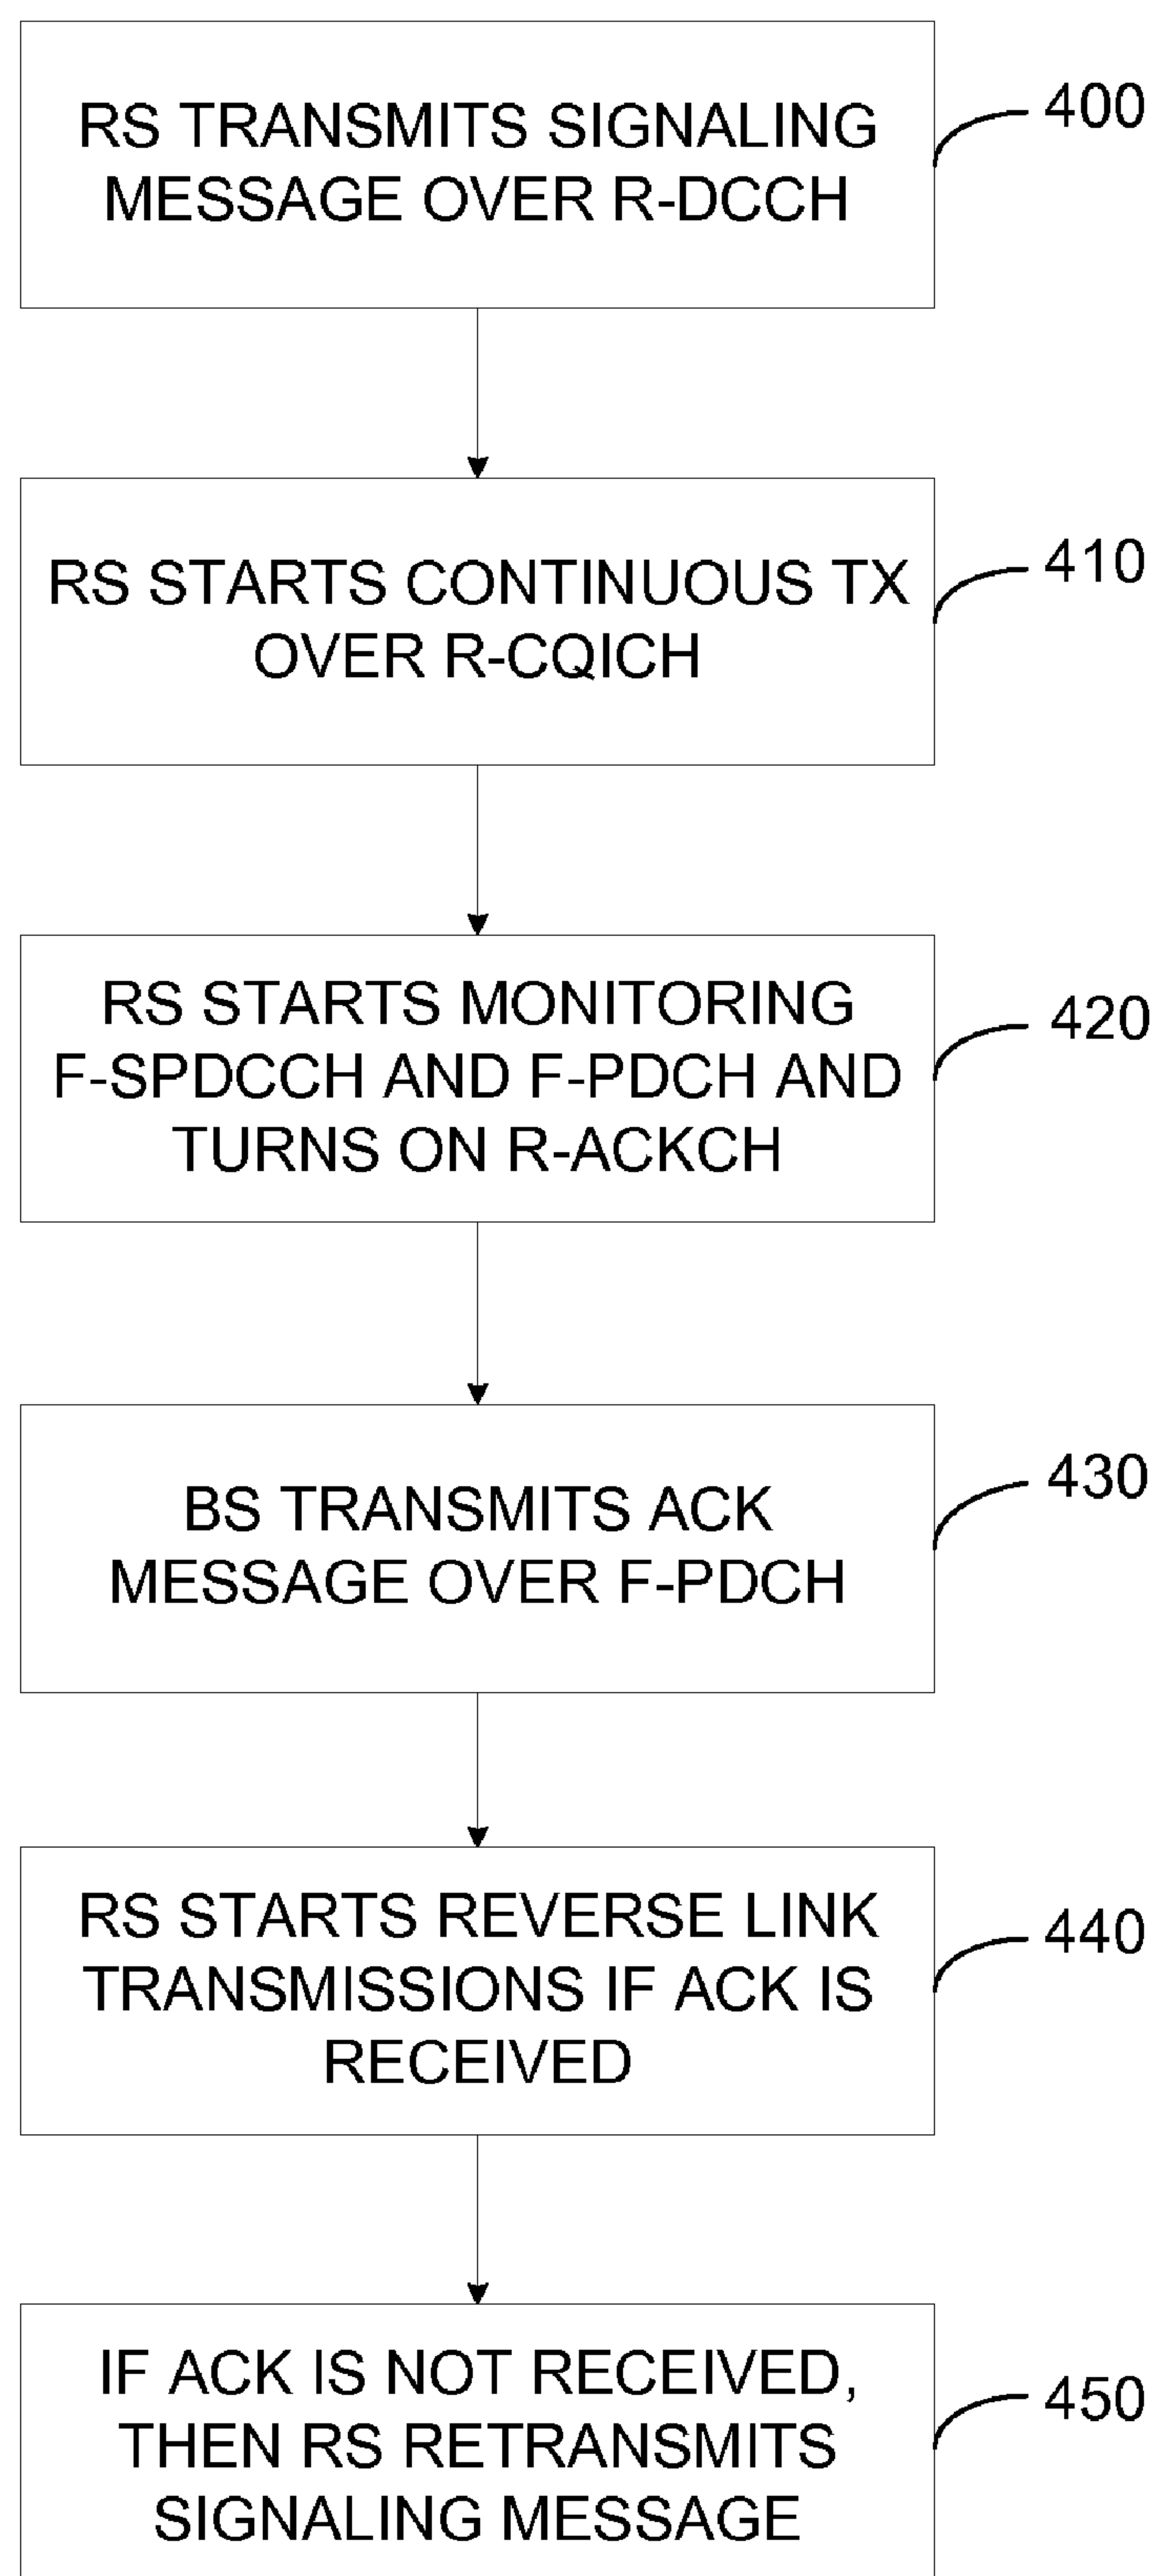 RS TRANSMITS SIGNALING
MESSAGE OVER R-DCCH
400
RS STARTS CONTINUOUS TX
OVER R-CQICH
410
RS STARTS MONITORING
F-SPDCCH AND F-PDCH AND
TURNS ON R-ACKCH
420
BS TRANSMITS ACK
MESSAGE OVER F-PDCH
430
RS STARTS REVERSE LINK
TRANSMISSIONS IF ACK IS
RECEIVED
440
IF ACK IS NOT RECEIVED,
THEN RS RETRANSMITS
SIGNALING MESSAGE
450